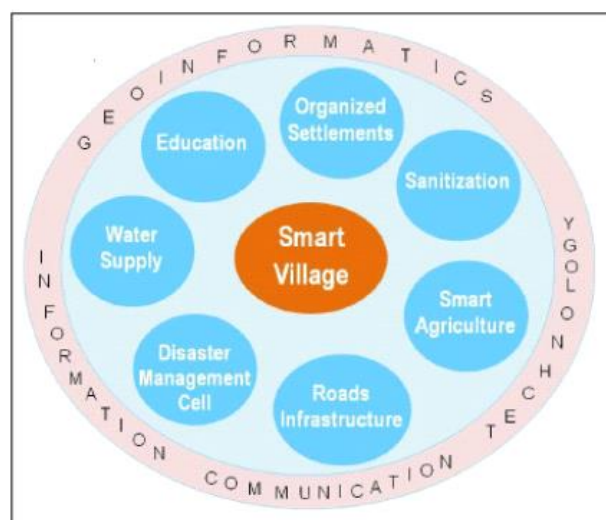 GEOINFORMATICS
Organized
Settlements
Education
Sanitization
Water
Supply
Smart
Village
Smart
Agriculture
Disaster
Management
Cell
Roads
Infrastructure
INFORMATION COMMUNICATION TECHNOLOGY